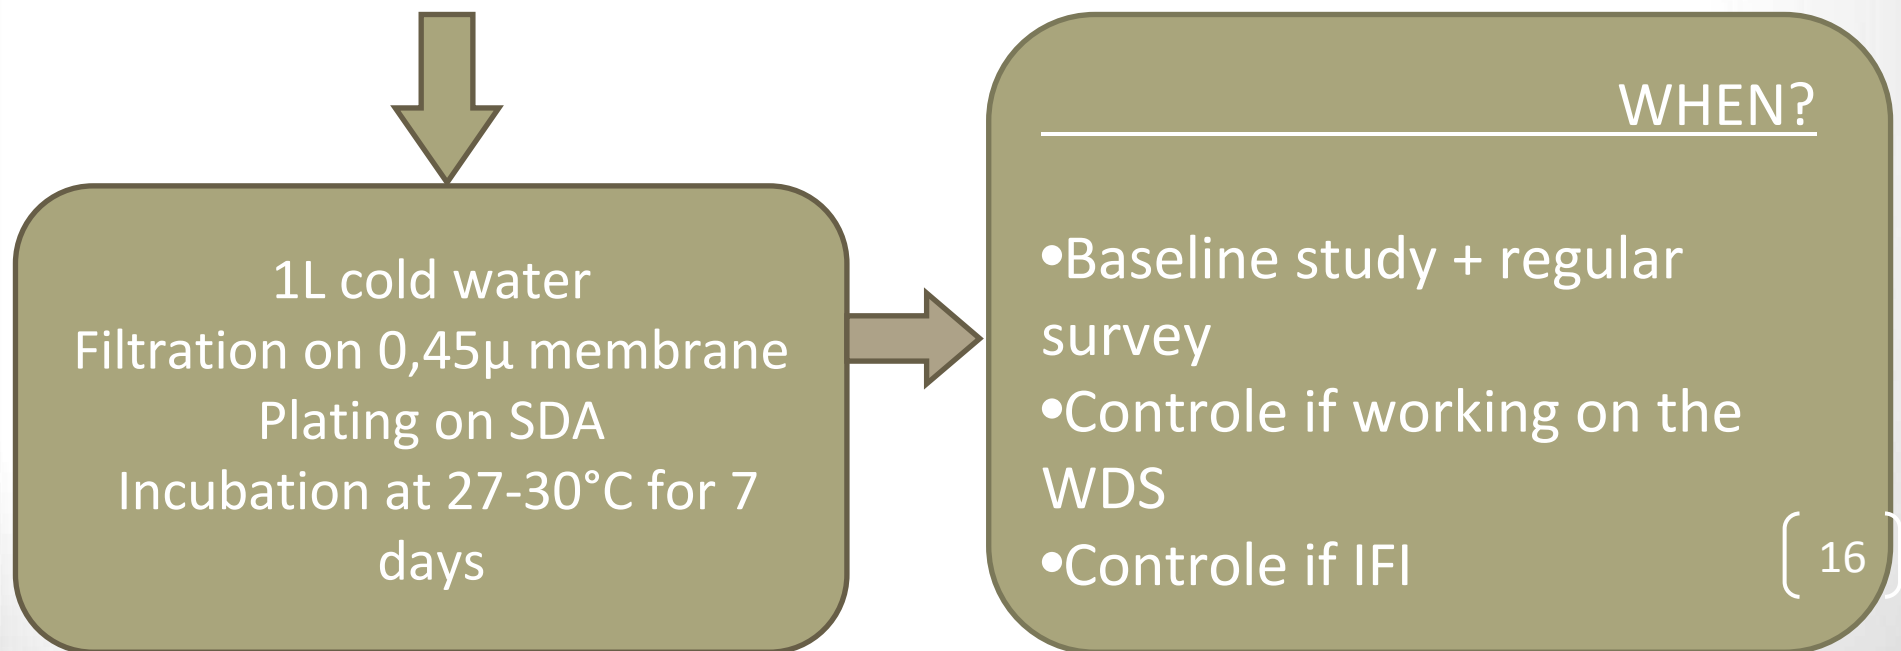 1L cold water
Filtration on 0,45µ membrane
Plating on SDA
Incubation at 27-30°C for 7
days
WHEN?
•Baseline study + regular
survey
•Controle if working on the
WDS
•Controle if IFI
16